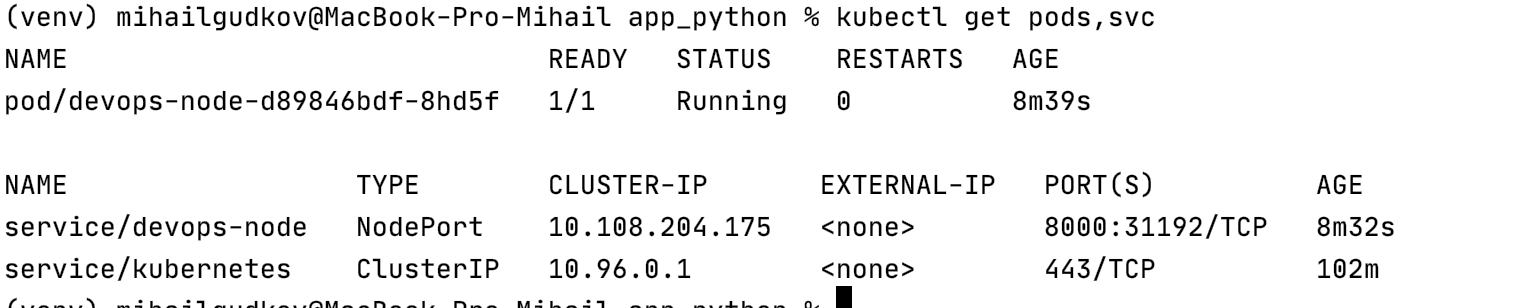 (venv) mihailgudkov@MacBook-Pro-Mihail app_python % kubectl get pods,svc
NAME                              READY   STATUS    RESTARTS   AGE
pod/devops-node-d89846bdf-8hd5f   1/1     Running   0          8m39s

NAME                  TYPE        CLUSTER-IP       EXTERNAL-IP   PORT(S)          AGE
service/devops-node   NodePort    10.108.204.175   <none>        8000:31192/TCP   8m32s
service/kubernetes    ClusterIP   10.96.0.1        <none>        443/TCP          102m
(venv) mihailgudkov@MacBook-Pro-Mihail app_python %